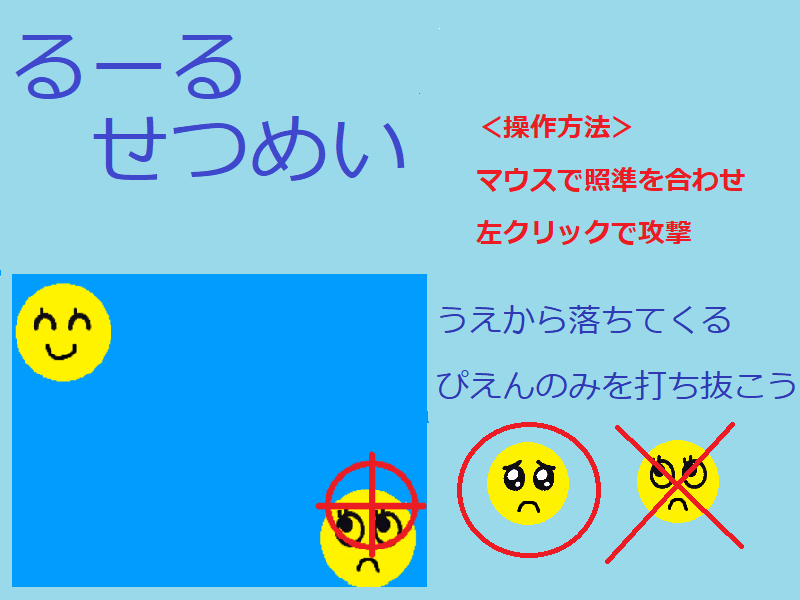 るーる
せつめい
＜操作方法＞
マウスで照準を合わせ
左クリックで攻撃
うえから落ちてくる
ぴえんのみを打ち抜こう